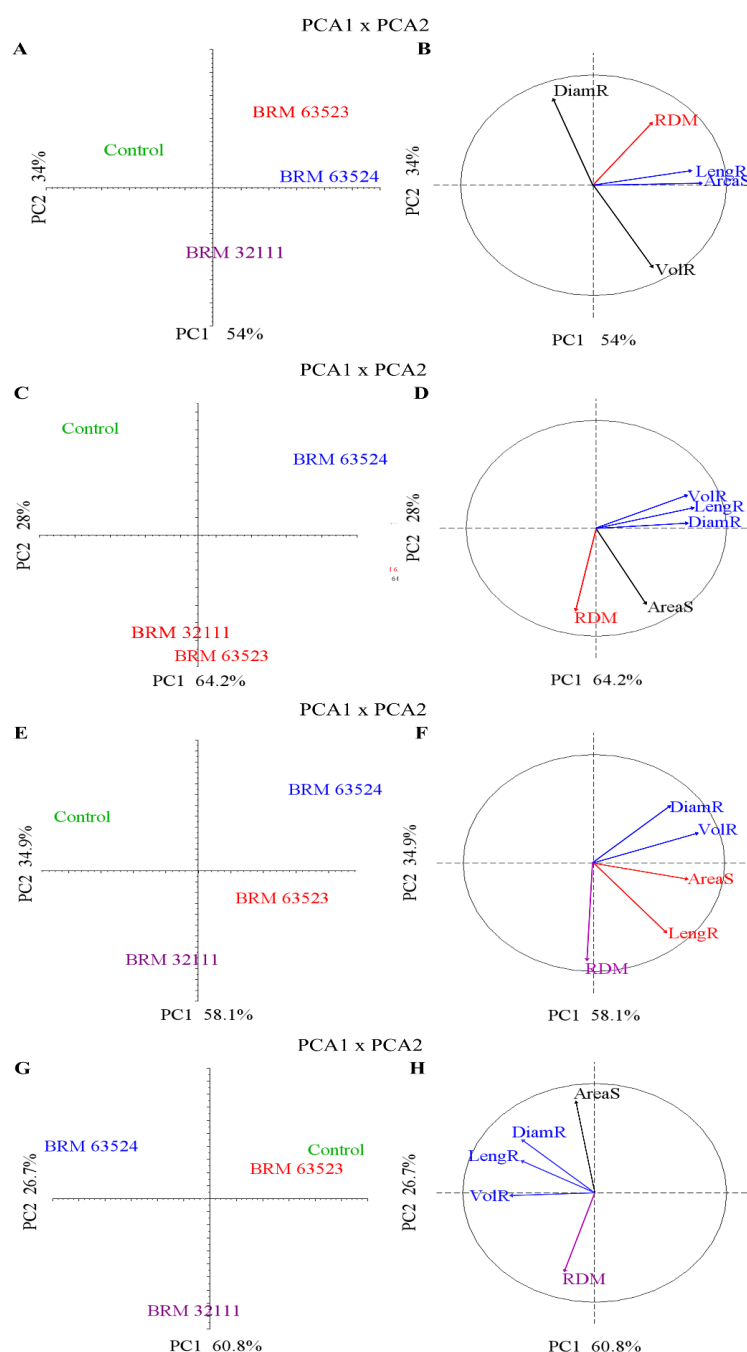 PCA1 x PCA2
A
B
DiamR
BRM 63523
RDM
Control
PC2 34%
BRM 63524
PC2 34%
LengR
AreaS
BRM 32111
VolR
PC1 54%
PC1 54%
PCA1 x PCA2
C
D
Control
BRM 63524
PC2 28%
PC2 28%
VolR
LengR
DiamR
16
64
AreaS
RDM
BRM 32111
BRM 63523
PC1 64.2%
PC1 64.2%
PCA1 x PCA2
E
F
BRM 63524
Control
PC2 34.9%
PC2 34.9%
DiamR
VolR
AreaS
BRM 63523
LengR
BRM 32111
RDM
PC1 58.1%
PC1 58.1%
PCA1 x PCA2
G
H
AreaS
BRM 63524
Control
BRM 63523
PC2 26.7%
PC2 26.7%
DiamR
LengR
VolR
RDM
BRM 32111
PC1 60.8%
PC1 60.8%